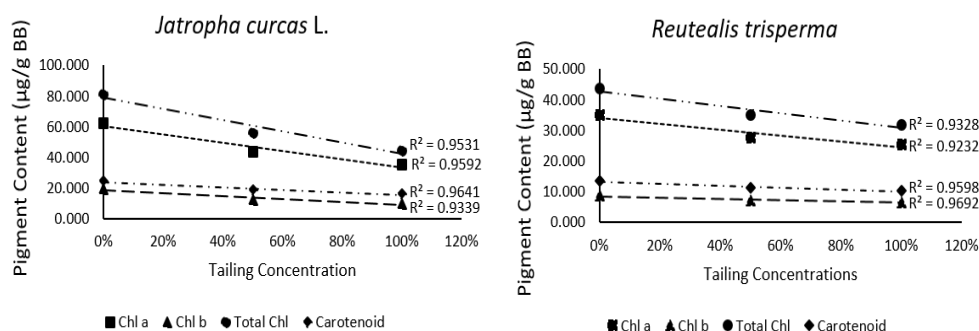 Jatropha curcas L.
Pigment Content (µg/g BB)
100.000
80.000
60.000
40.000
20.000
0.000
R² = 0.9531
R² = 0.9592
R² = 0.9641
R² = 0.9339
0% 20% 40% 60% 80% 100% 120%
Tailing Concentration
Chl a Chl b Total Chl Carotenoid
Reutealis trisperma
Pigment Content (µg/g BB)
50.000
40.000
30.000
20.000
10.000
0.000
R² = 0.9328
R² = 0.9232
R² = 0.9598
R² = 0.9692
0% 20% 40% 60% 80% 100% 120%
Tailing Concentrations
Chl a Chl b Total Chl Carotenoid